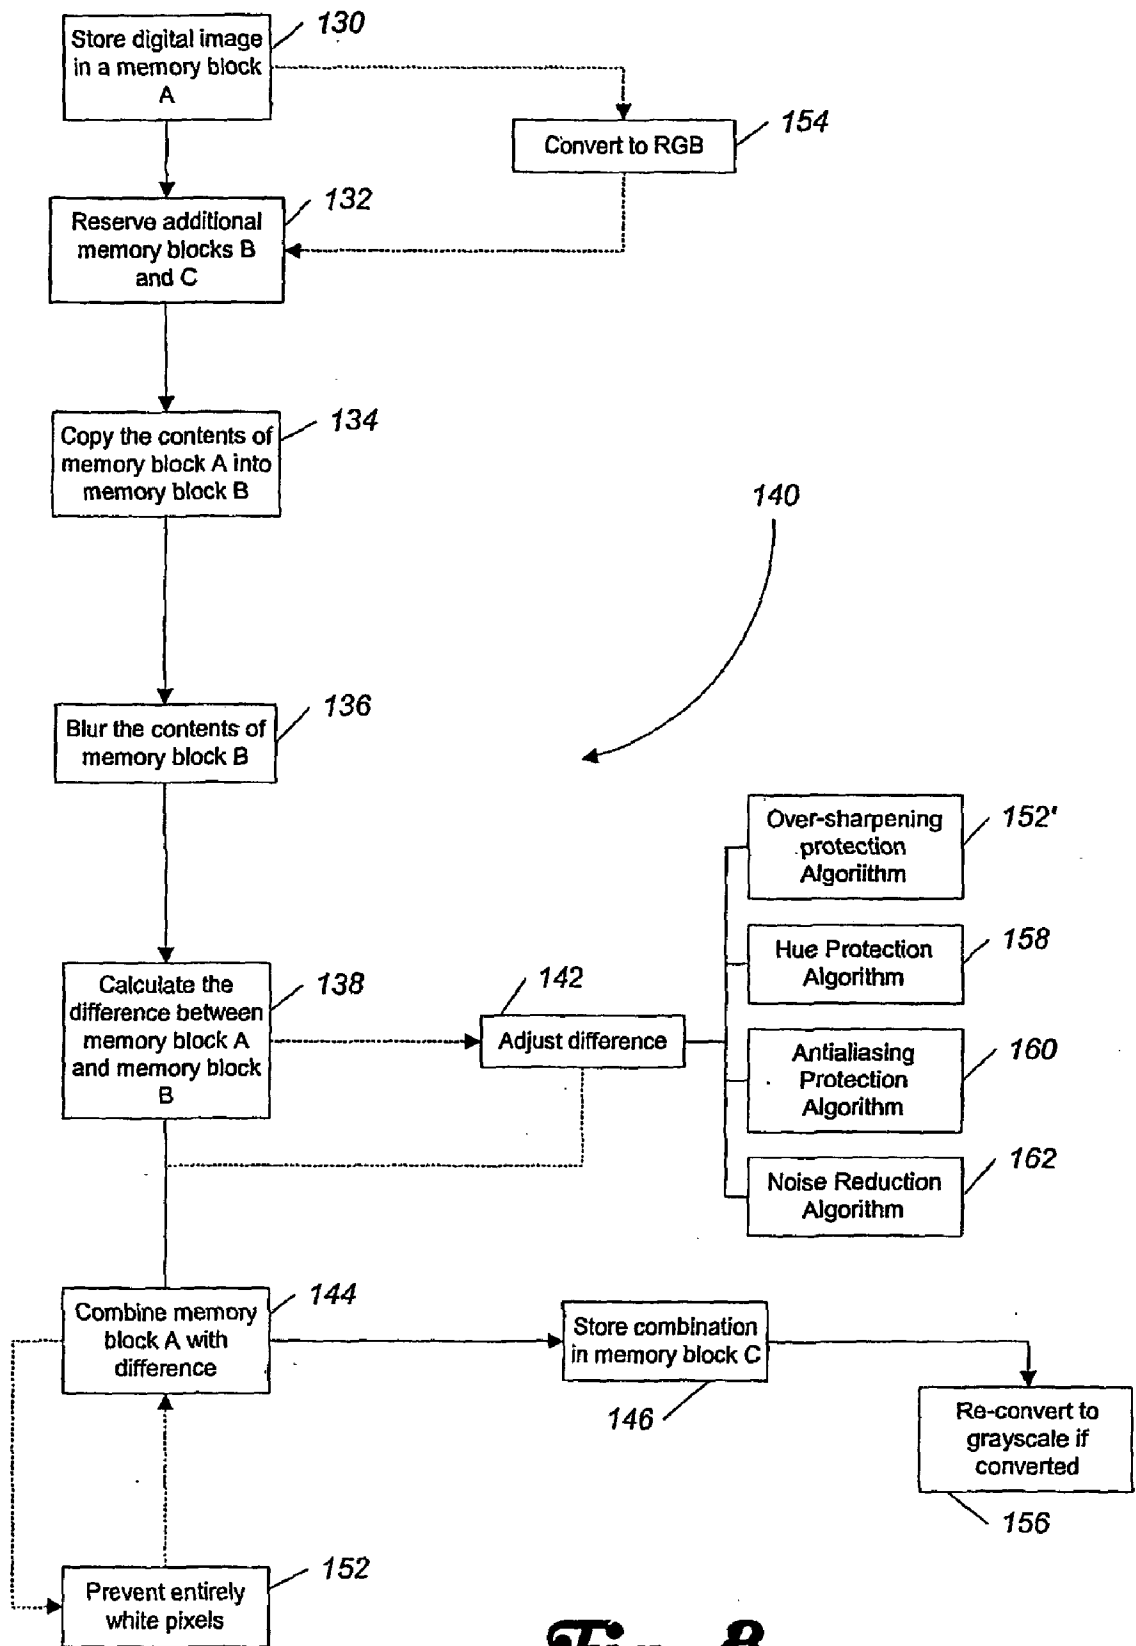 Store digital image
in a memory block
A
130
Convert to RGB
154
Reserve additional
memory blocks B
and C
132
Copy the contents of
memory block A into
memory block B
134
140
Blur the contents of
memory block B
136
Calculate the
difference between
memory block A
and memory block
B
138
142
Adjust difference
Over-sharpening
protection
Algoriithm
152'
Hue Protection
Algorithm
158
Antialiasing
Protection
Algorithm
160
Noise Reduction
Algorithm
162
Combine memory
block A with
difference
144
Store combination
in memory block C
146
Re-convert to
grayscale if
converted
156
Prevent entirely
white pixels
152
Fig. 8